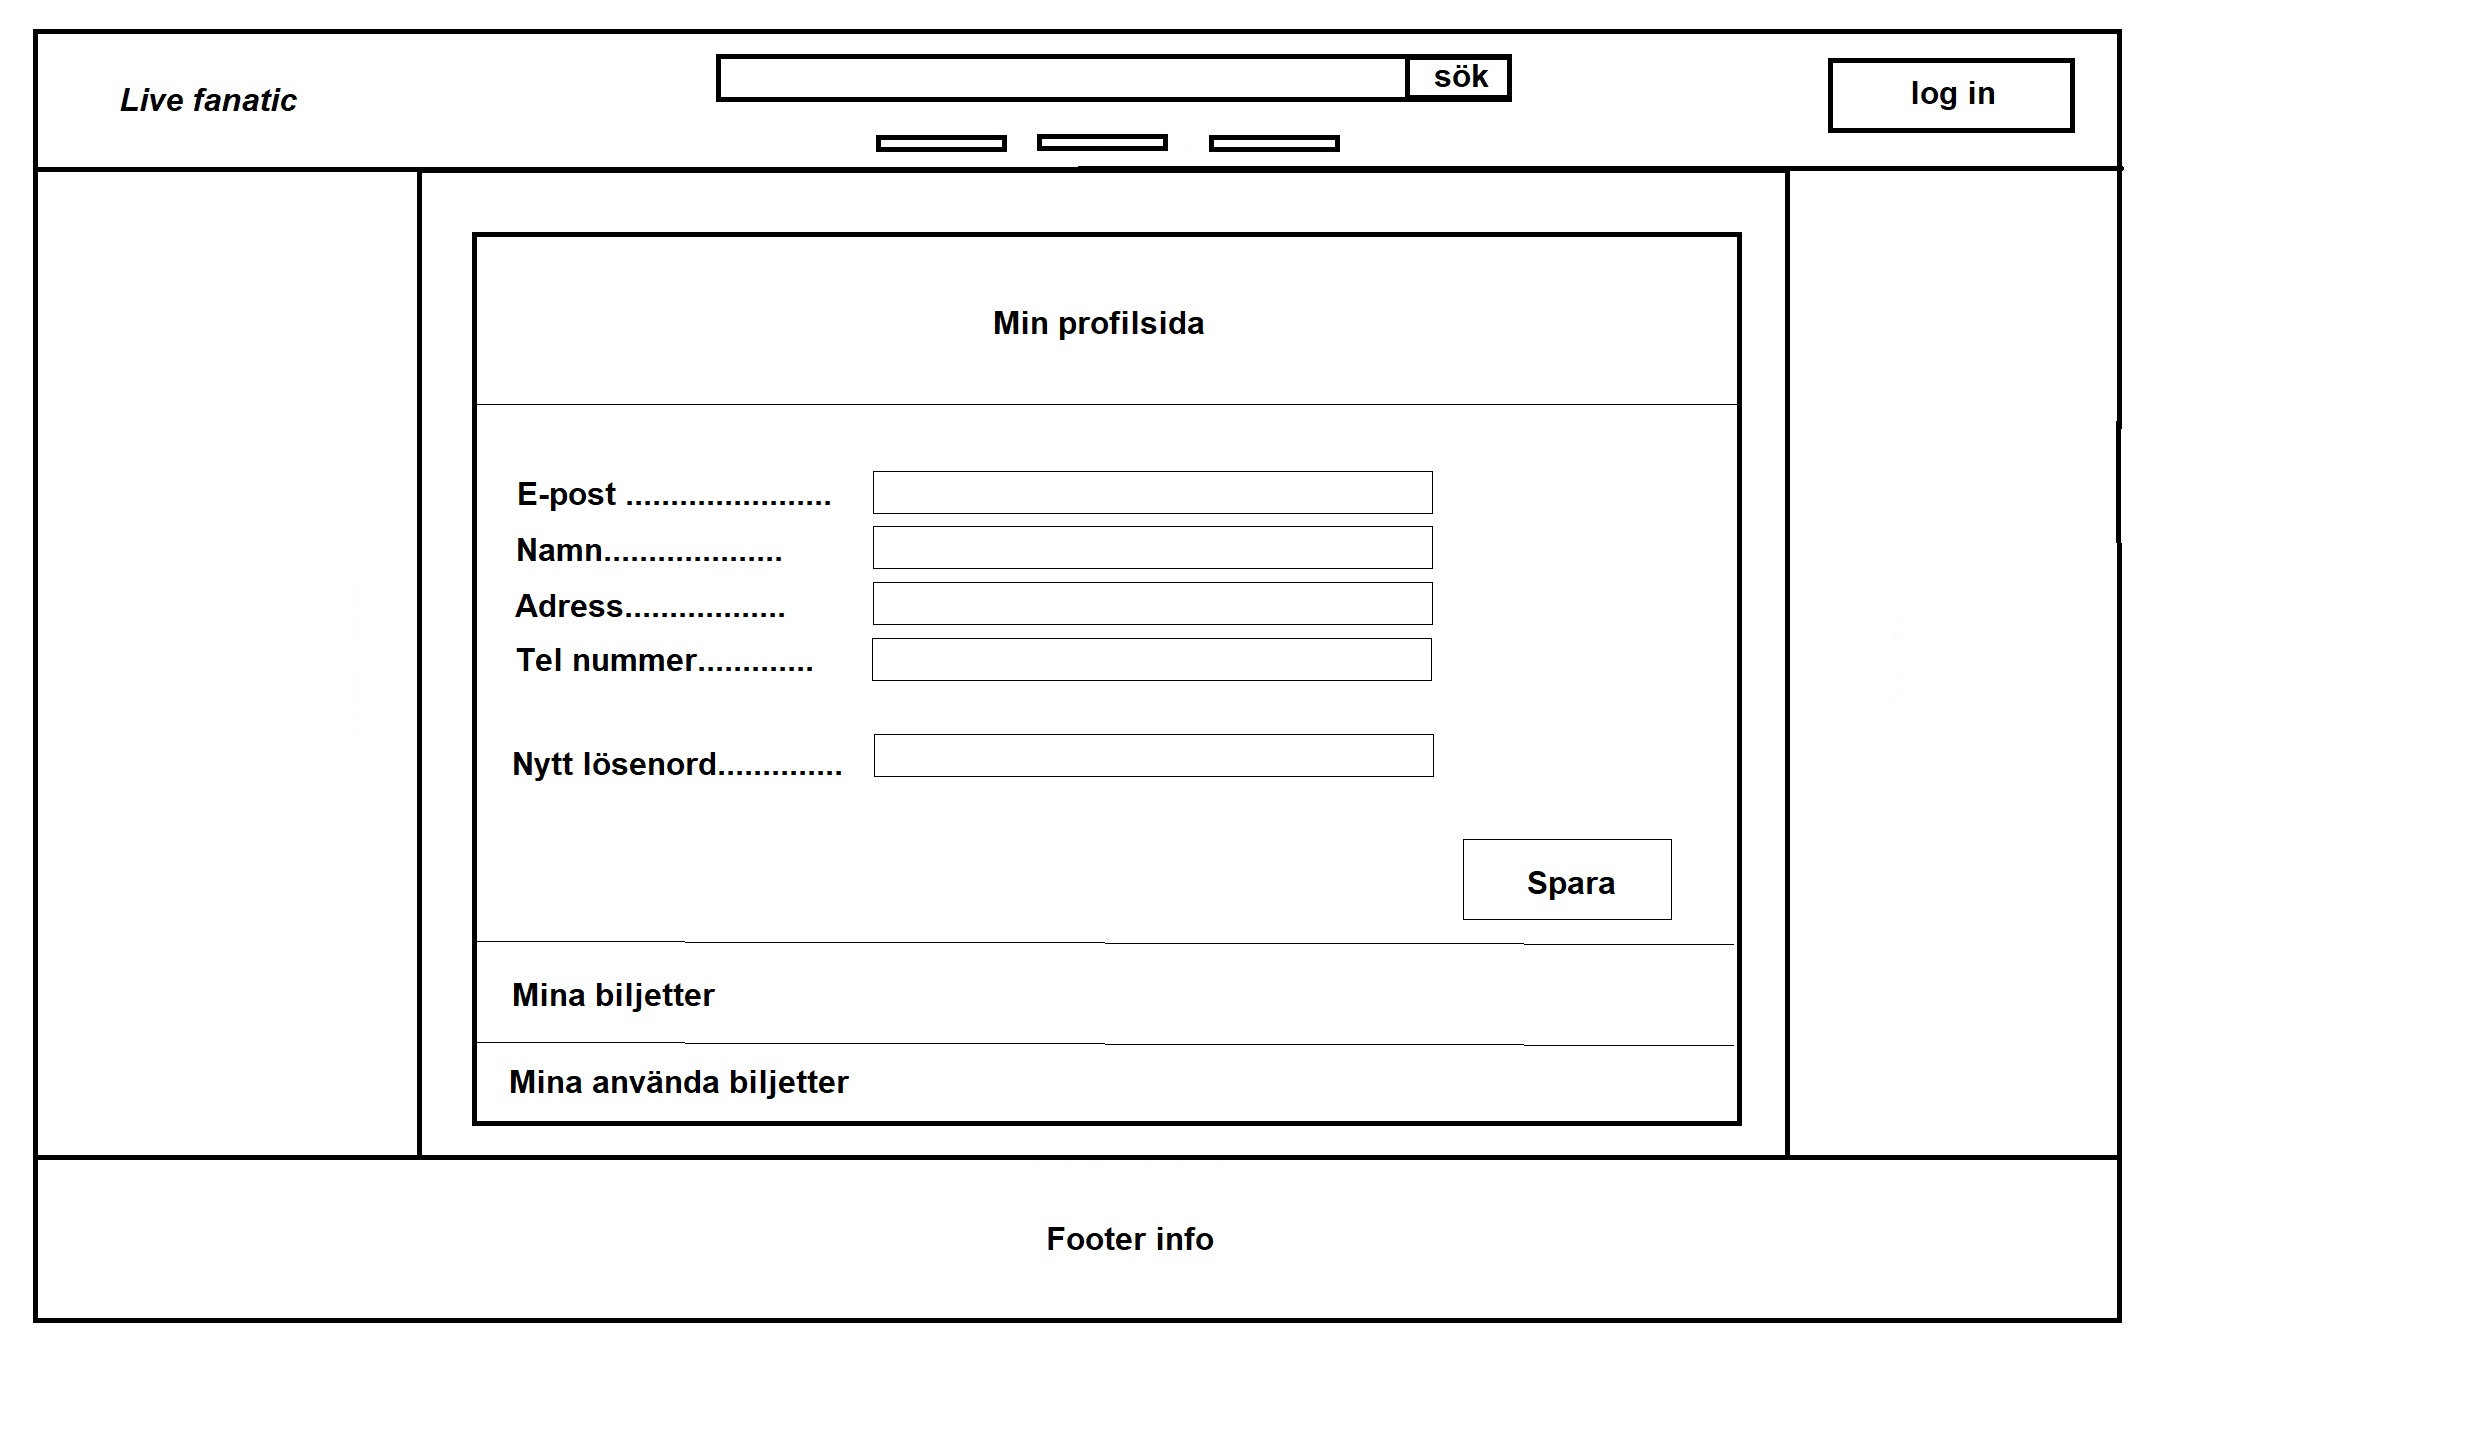 Live fanatic
sök
log in
Min profilsida
E-post .......................
Namn....................
Adress..................
Tel nummer.............
Nytt lösenord..............
Spara
Mina biljetter
Mina använda biljetter
Footer info